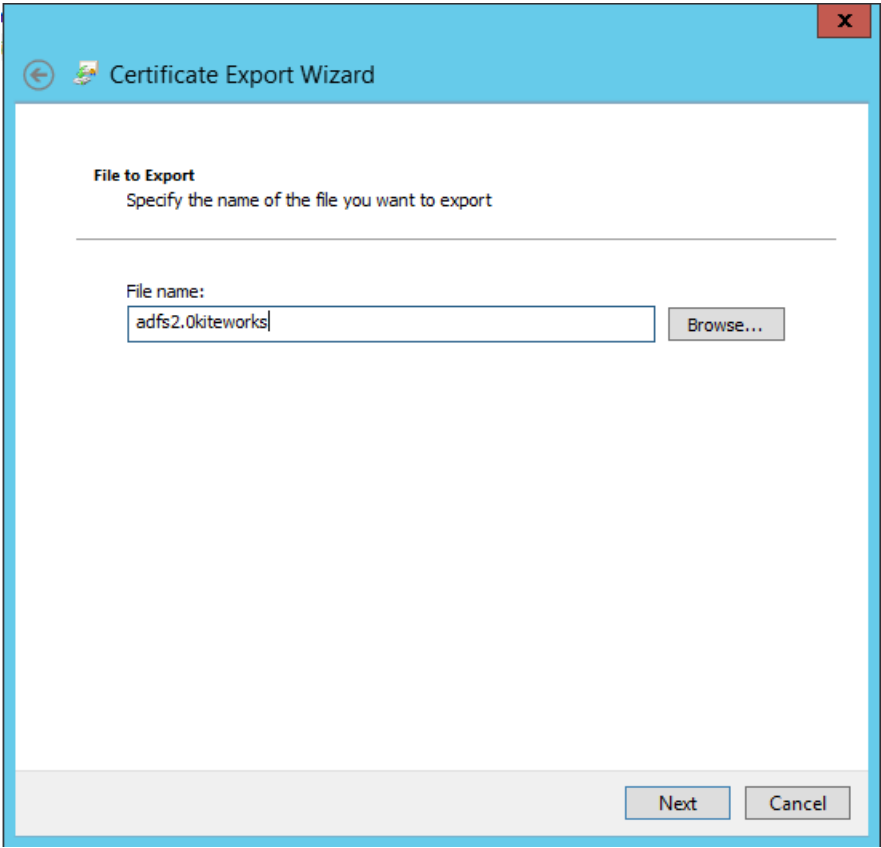 x
Certificate Export Wizard
File to Export
Specify the name of the file you want to export
File name:
adfs2.0kiteworks
Browse...
Next
Cancel